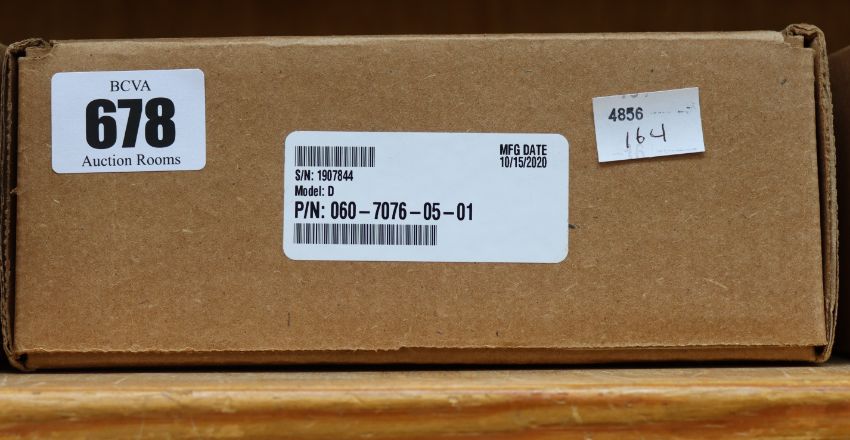 BCVA
678
Auction Rooms
S/N: 1907844
Model: D
P/N: 060-7076-05-01
MFG DATE
10/15/2020
4856
164